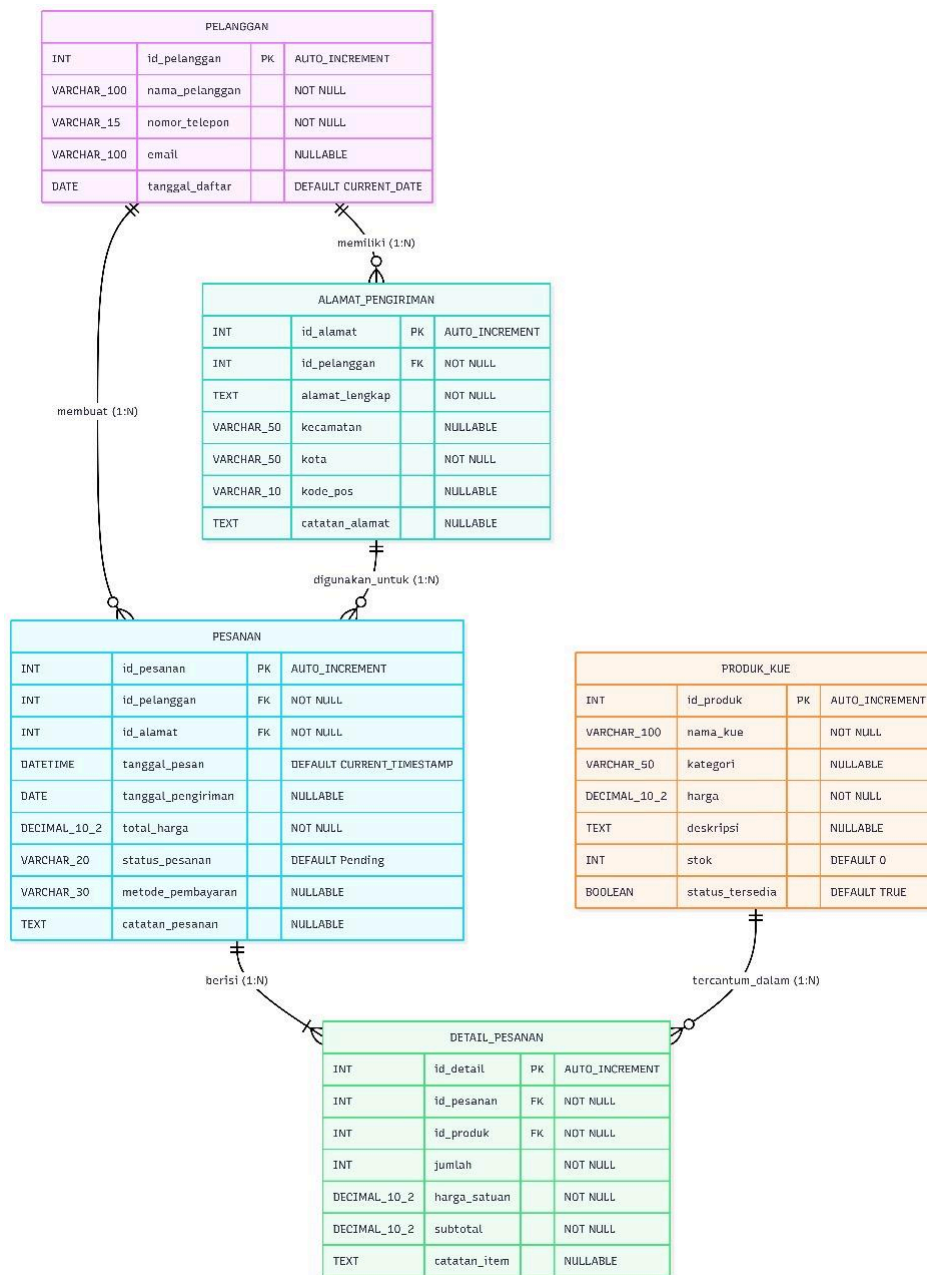 PELANGGAN
INT id_pelanggan PK AUTO_INCREMENT
VARCHAR_100 nama_pelanggan NOT NULL
VARCHAR_15 nomor_telepon NOT NULL
VARCHAR_100 email NULLABLE
DATE tanggal_daftar DEFAULT CURRENT_DATE
memiliki (1:N)
ALAMAT_PENGIRIMAN
INT id_alamat PK AUTO_INCREMENT
INT id_pelanggan FK NOT NULL
TEXT alamat_lengkap NOT NULL
VARCHAR_50 kecamatan NULLABLE
VARCHAR_50 kota NOT NULL
VARCHAR_10 kode_pos NULLABLE
TEXT catatan_alamat NULLABLE
membuat (1:N)
digunakan_untuk (1:N)
PESANAN
INT id_pesanan PK AUTO_INCREMENT
INT id_pelanggan FK NOT NULL
INT id_alamat FK NOT NULL
DATETIME tanggal_pesan DEFAULT CURRENT_TIMESTAMP
DATE tanggal_pengiriman NULLABLE
DECIMAL_10_2 total_harga NOT NULL
VARCHAR_20 status_pesanan DEFAULT Pending
VARCHAR_30 metode_pembayaran NULLABLE
TEXT catatan_pesanan NULLABLE
PRODUK_KUE
INT id_produk PK AUTO_INCREMENT
VARCHAR_100 nama_kue NOT NULL
VARCHAR_50 kategori NULLABLE
DECIMAL_10_2 harga NOT NULL
TEXT deskripsi NULLABLE
INT stok DEFAULT 0
BOOLEAN status_tersedia DEFAULT TRUE
berisi (1:N)
tercantum_dalam (1:N)
DETAIL_PESANAN
INT id_detail PK AUTO_INCREMENT
INT id_pesanan FK NOT NULL
INT id_produk FK NOT NULL
INT jumlah NOT NULL
DECIMAL_10_2 harga_satuan NOT NULL
DECIMAL_10_2 subtotal NOT NULL
TEXT catatan_item NULLABLE